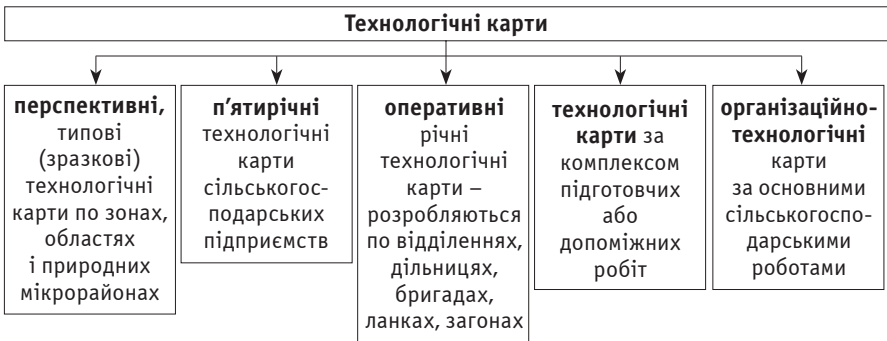 Технологічні карти
перспективні,
типові
(зразкові)
технологічні
карти по зонах,
областях
і природних
мікрорайонах
п'ятирічні
технологічні
карти
сільськогос-
подарських
підприємств
оперативні
річні
технологічні
карти –
розробляються
по відділеннях,
дільницях,
бригадах,
ланках, загонах
технологічні
карти за
комплексом
підготовчих
або
допоміжних
робіт
організаційно-
технологічні
карти
за основними
сільськогоспо-
дарськими
роботами